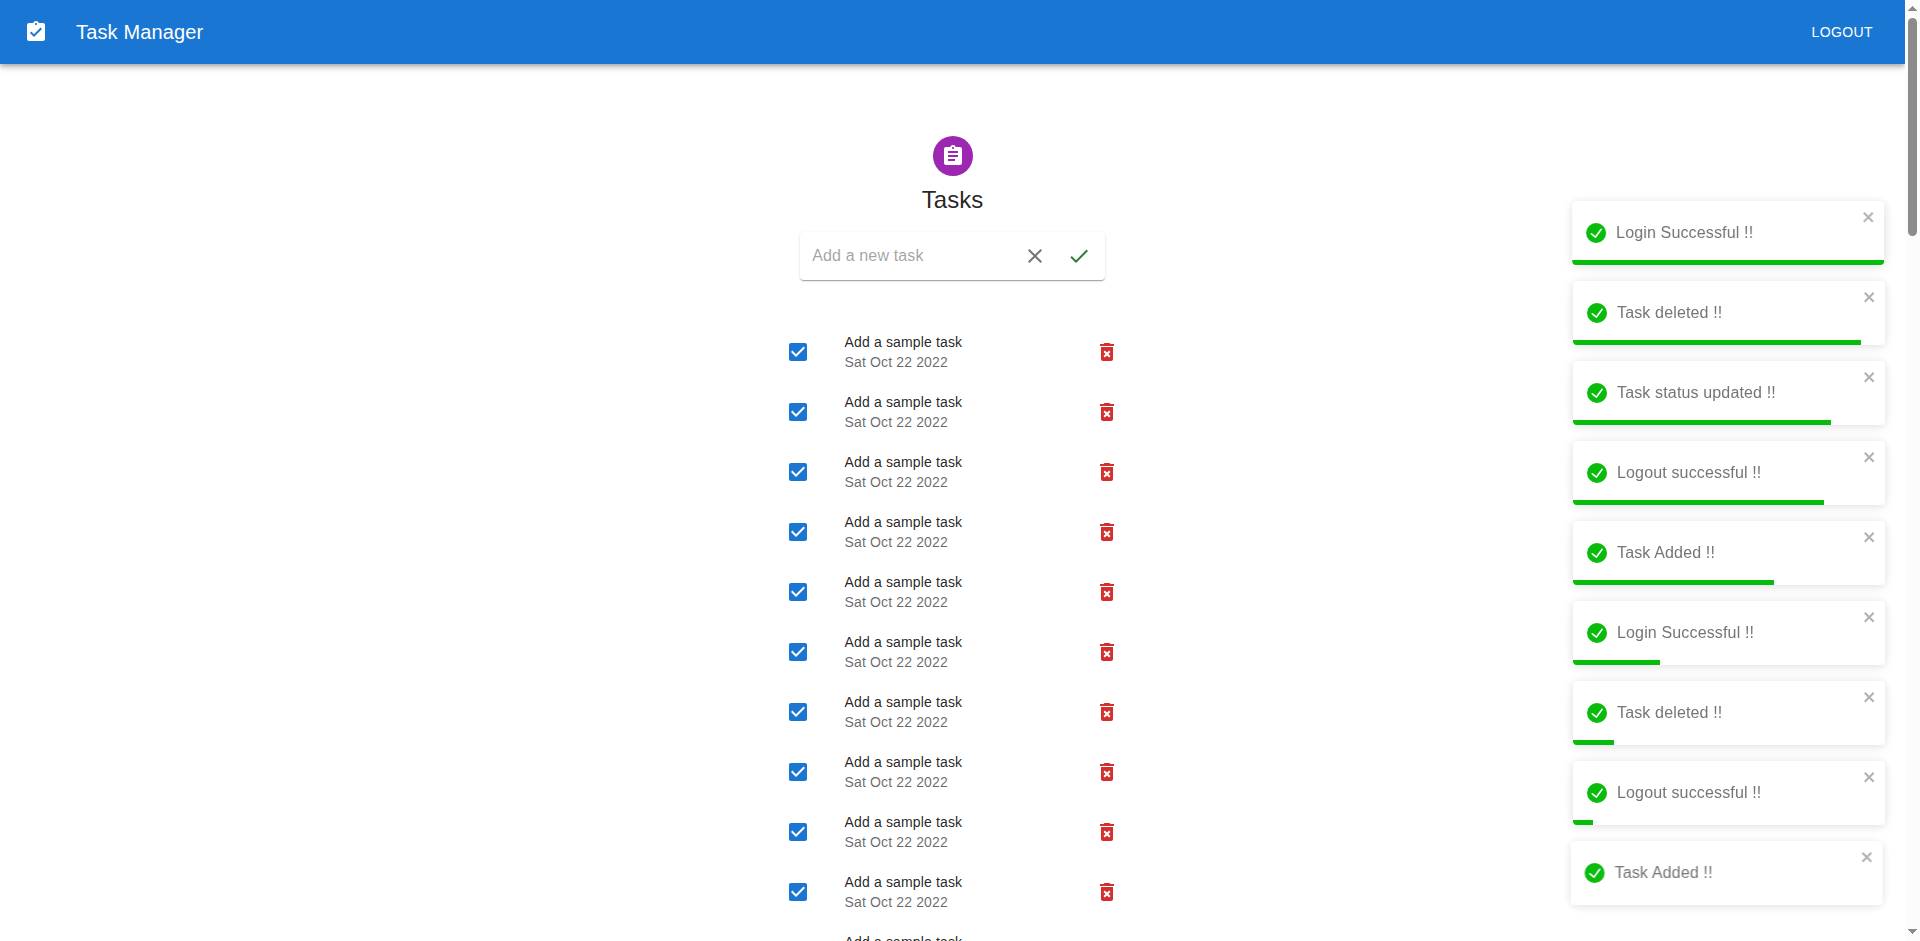 Task Manager
LOGOUT
Tasks
Add a new task
Add a sample task
Sat Oct 22 2022
Add a sample task
Sat Oct 22 2022
Add a sample task
Sat Oct 22 2022
Add a sample task
Sat Oct 22 2022
Add a sample task
Sat Oct 22 2022
Add a sample task
Sat Oct 22 2022
Add a sample task
Sat Oct 22 2022
Add a sample task
Sat Oct 22 2022
Add a sample task
Sat Oct 22 2022
Add a sample task
Sat Oct 22 2022
Add a sample task
Login Successful !!
Task deleted !!
Task status updated !!
Logout successful !!
Task Added !!
Login Successful !!
Task deleted !!
Logout successful !!
Task Added !!